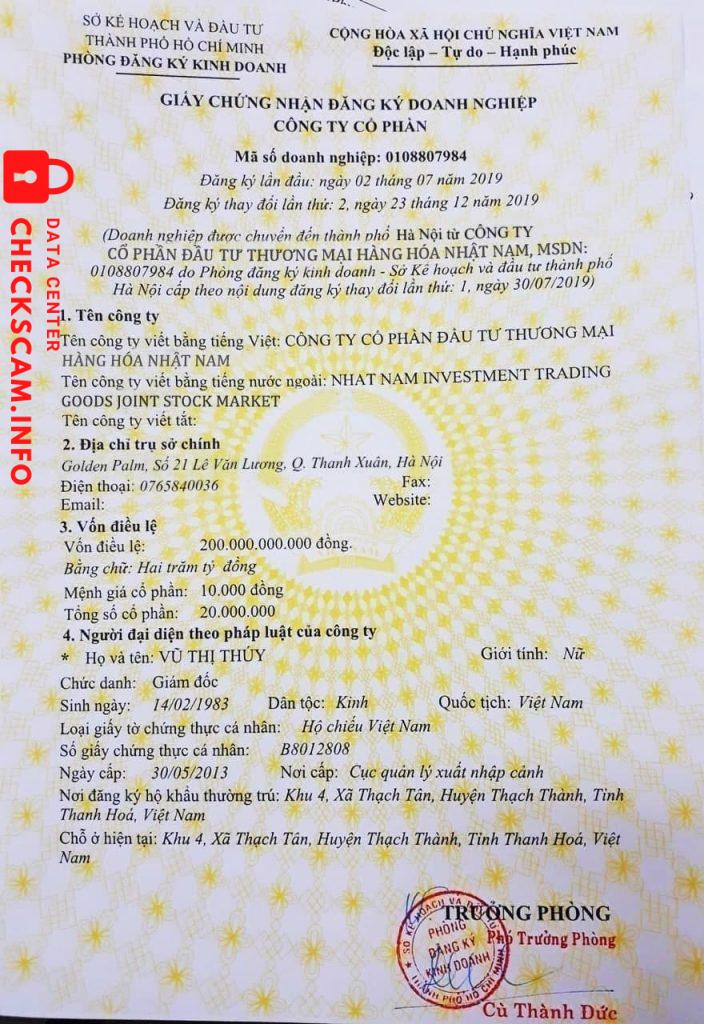 SỞ KẾ HOẠCH VÀ ĐẦU TƯ
THÀNH PHỐ HỒ CHÍ MINH
PHÒNG ĐĂNG KÝ KINH DOANH
CỘNG HÒA XÃ HỘI CHỦ NGHĨA VIỆT NAM
Độc lập – Tự do – Hạnh phúc
GIẤY CHỨNG NHẬN ĐĂNG KÝ DOANH NGHIỆP
CÔNG TY CỔ PHẦN
Mã số doanh nghiệp: 0108807984
Đăng ký lần đầu: ngày 02 tháng 07 năm 2019
Đăng ký thay đổi lần thứ: 2, ngày 23 tháng 12 năm 2019
(Doanh nghiệp được chuyển đến thành phố Hà Nội từ CÔNG TY
CỔ PHẦN ĐẦU TƯ THƯƠNG MẠI HÀNG HÓA NHẬT NAM, MSDN:
0108807984 do Phòng đăng ký kinh doanh - Sở Kế hoạch và đầu tư thành phố
Hà Nội cấp theo nội dung đăng ký thay đổi lần thứ: 1, ngày 30/07/2019)
1. Tên công ty
Tên công ty viết bằng tiếng Việt: CÔNG TY CỔ PHẦN ĐẦU TƯ THƯƠNG MẠI
HÀNG HÓA NHẬT NAM
Tên công ty viết bằng tiếng nước ngoài: NHAT NAM INVESTMENT TRADING
GOODS JOINT STOCK MARKET
Tên công ty viết tắt:
2. Địa chỉ trụ sở chính
Golden Palm, Số 21 Lê Văn Lương, Q. Thanh Xuân, Hà Nội
Điện thoại: 0765840036 Fax:
Email: Website:
3. Vốn điều lệ
Vốn điều lệ: 200.000.000.000 đồng.
Bằng chữ: Hai trăm tỷ đồng
Mệnh giá cổ phần: 10.000 đồng
Tổng số cổ phần: 20.000.000
4. Người đại diện theo pháp luật của công ty
* Họ và tên: VŨ THỊ THÚY Giới tính: Nữ
Chức danh: Giám đốc
Sinh ngày: 14/02/1983 Dân tộc: Kinh Quốc tịch: Việt Nam
Loại giấy tờ chứng thực cá nhân: Hộ chiếu Việt Nam
Số giấy chứng thực cá nhân: B8012808
Ngày cấp: 30/05/2013 Nơi cấp: Cục quản lý xuất nhập cảnh
Nơi đăng ký hộ khẩu thường trú: Khu 4, Xã Thạch Tân, Huyện Thạch Thành, Tỉnh
Thanh Hoá, Việt Nam
Chỗ ở hiện tại: Khu 4, Xã Thạch Tân, Huyện Thạch Thành, Tỉnh Thanh Hoá, Việt
Nam
TRƯỞNG PHÒNG
Phó Trưởng Phòng
PHÒNG
ĐĂNG KÝ
KINH DOANH
THÀNH PHỐ HỒ CHÍ MINH
Cù Thành Đức
DATA CENTER
CHECKSCAM.INFO